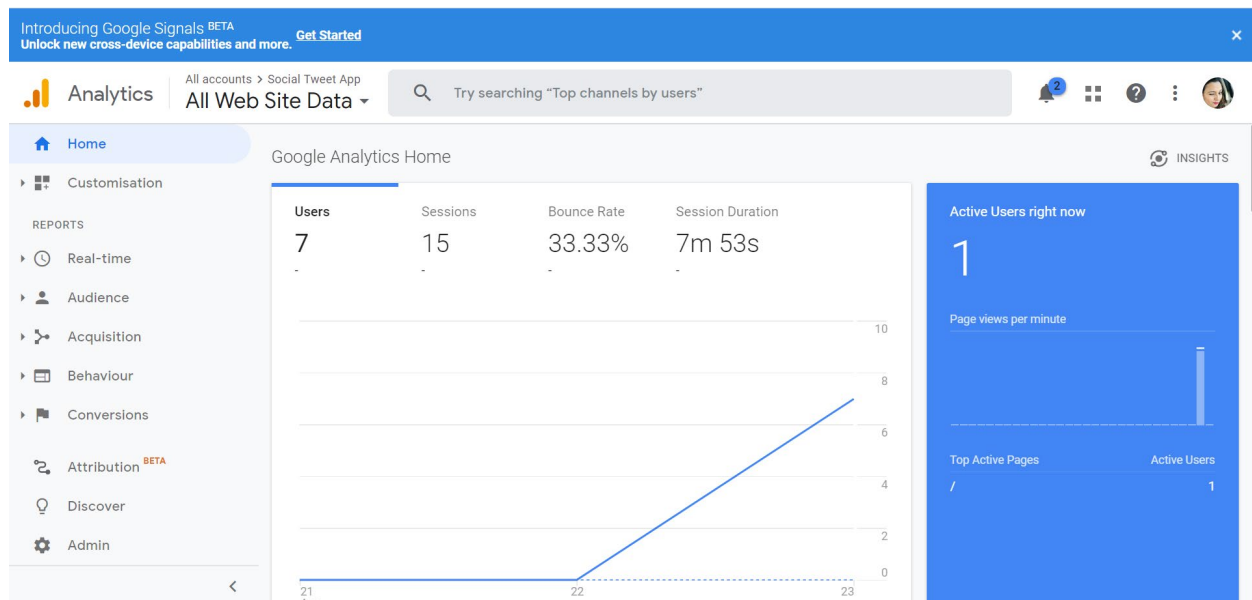 Introducing Google Signals BETA
Unlock new cross-device capabilities and more. Get Started
Analytics
All accounts > Social Tweet App
All Web Site Data
Try searching “Top channels by users”
2
Home
Customisation
REPORTS
Real-time
Audience
Acquisition
Behaviour
Conversions
Attribution BETA
Discover
Admin
Google Analytics Home
INSIGHTS
Users Sessions Bounce Rate Session Duration
7 15 33.33% 7m 53s
- - - -
10
8
6
4
2
0
21 22 23
Active Users right now
1
Page views per minute
Top Active Pages Active Users
/ 1